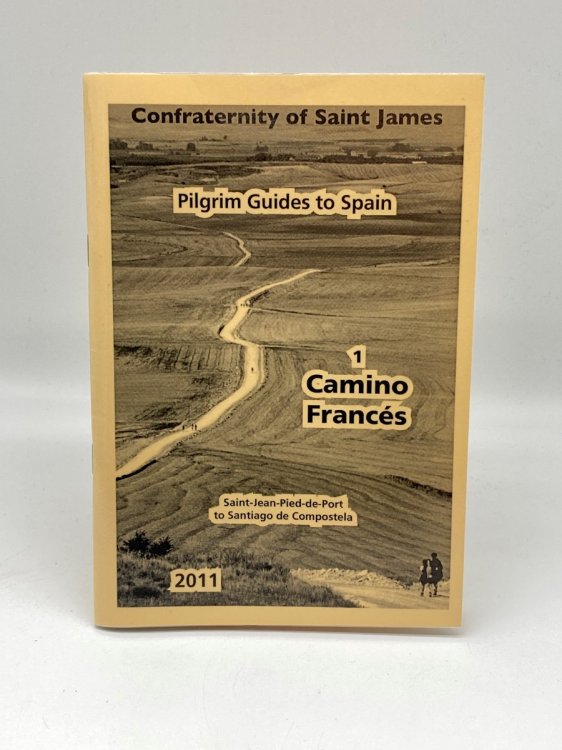 Confraternity of Saint James
Pilgrim Guides to Spain
1
Camino
Francés
Saint-Jean-Pied-de-Port
to Santiago de Compostela
2011